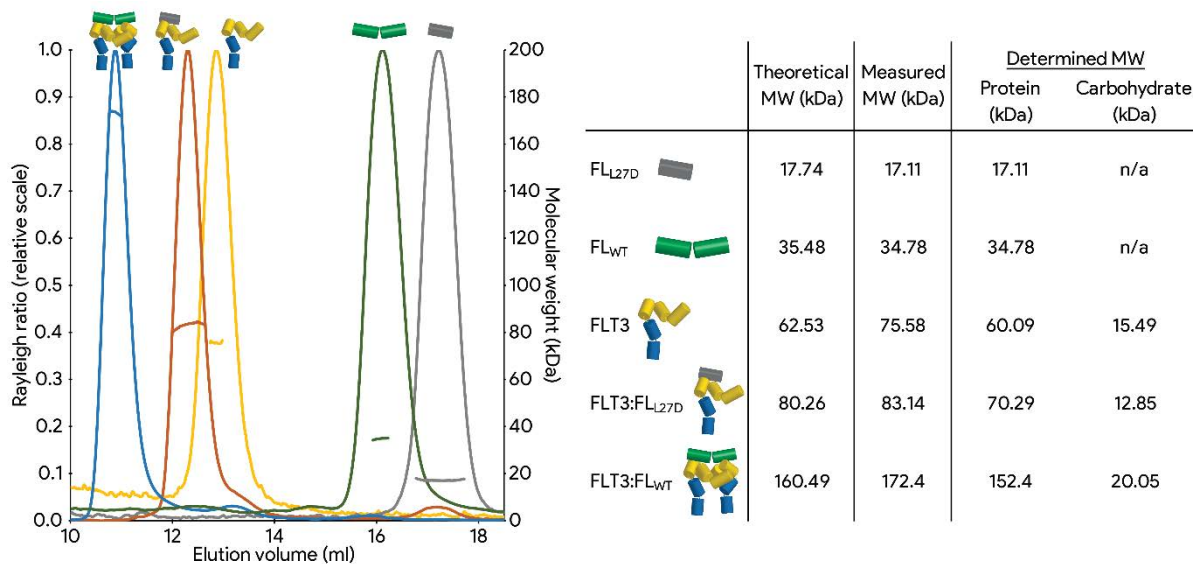 1.0
0.9
0.8
0.7
0.6
0.5
0.4
0.3
0.2
0.1
0.0
Rayleigh ratio (relative scale)
200
180
160
140
120
100
80
60
40
20
0
Molecular weight (kDa)
10 12 14 16 18
Elution volume (ml)
Theoretical MW (kDa) Measured MW (kDa) Determined MW
Protein (kDa) Carbohydrate (kDa)
FLL27D 17.74 17.11 17.11 n/a
FLWT 35.48 34.78 34.78 n/a
FLT3 62.53 75.58 60.09 15.49
FLT3:FLL27D 80.26 83.14 70.29 12.85
FLT3:FLWT 160.49 172.4 152.4 20.05